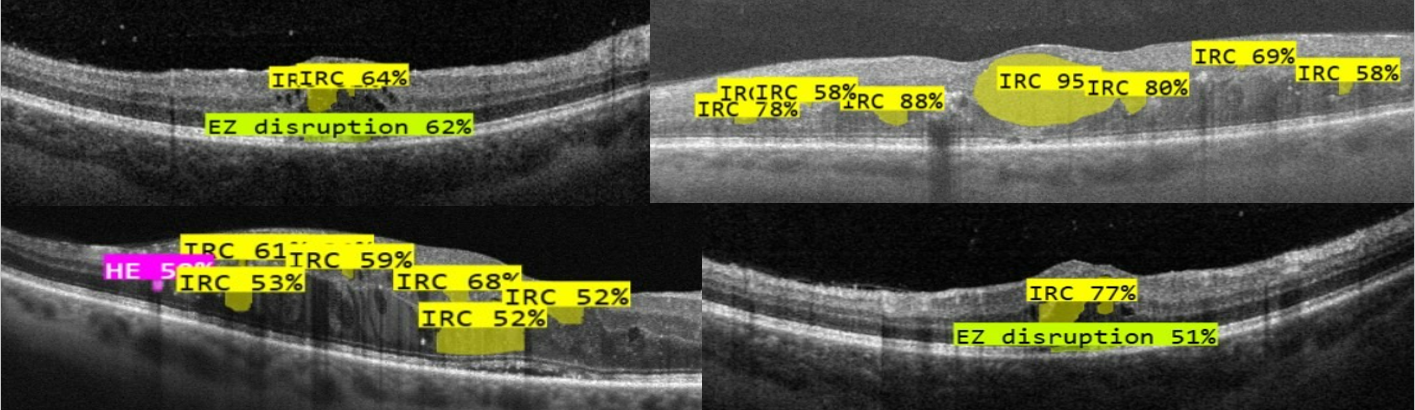 IRC 64%
EZ disruption 62%
IRC 69%
IRC 58%
IRC 95
IRC 80%
IRC 58%
IRC 88%
IRC 78%
IRC 61
IRC 59%
HE
IRC 53%
IRC 68%
IRC 52%
IRC 52%
IRC 77%
EZ disruption 51%